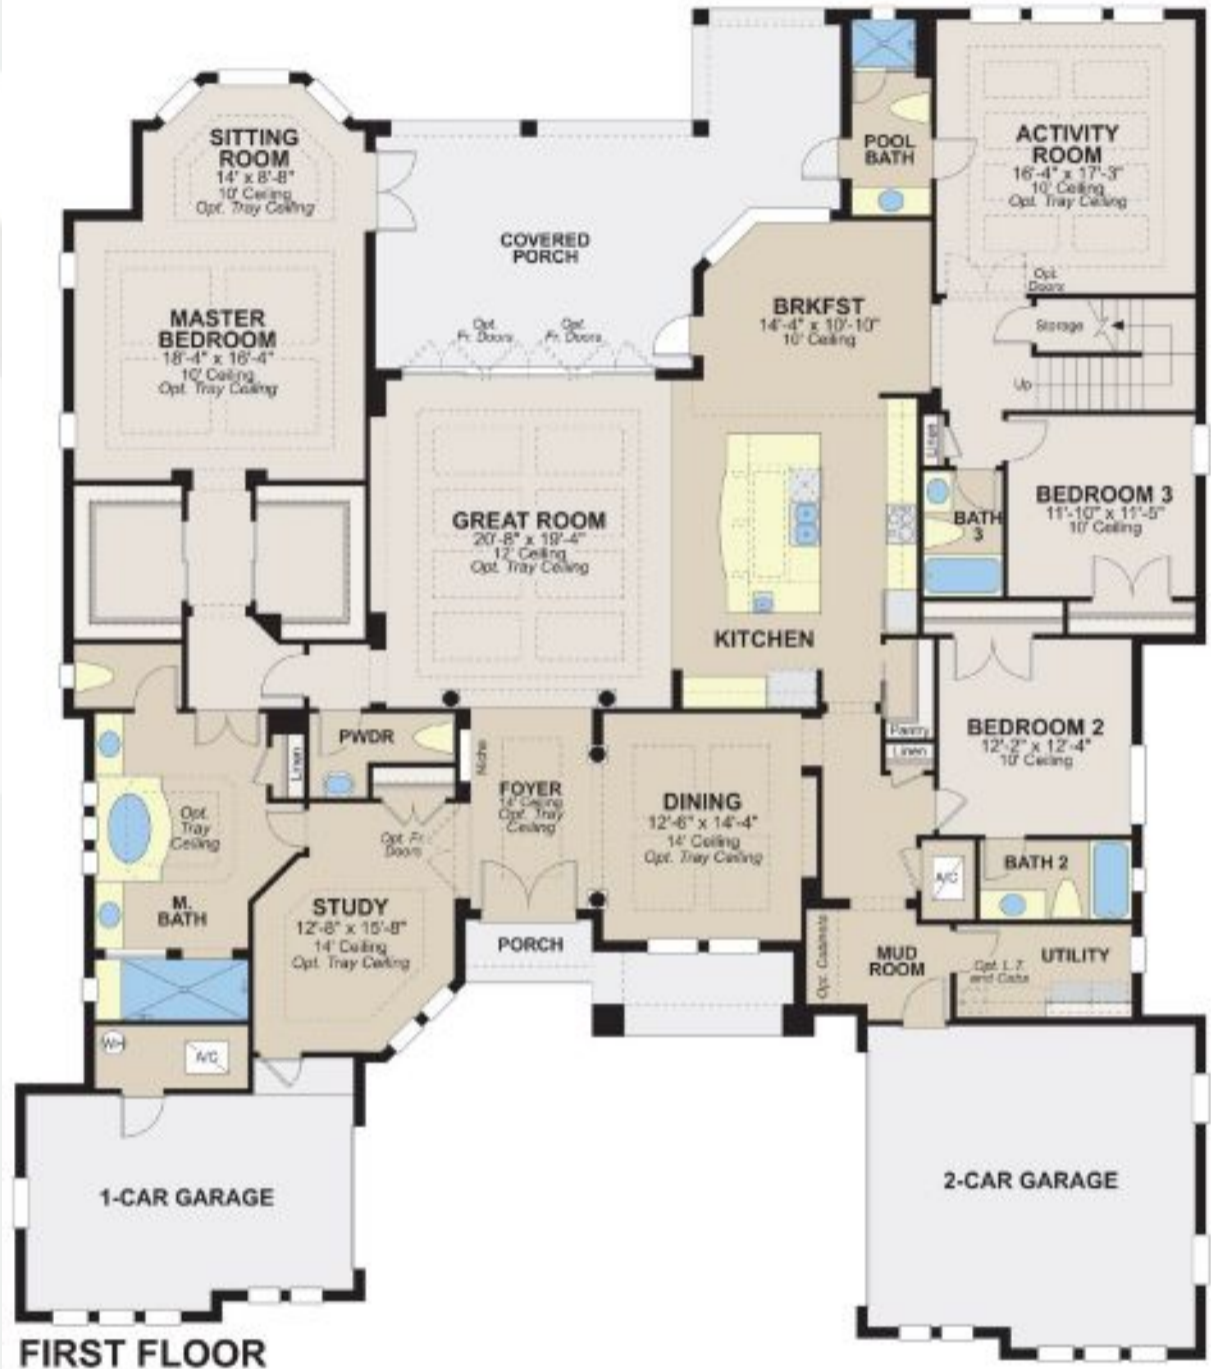 SITTING
ROOM
14' x 8'-8"
10' Ceiling
Opt. Tray Ceiling
POOL
BATH
ACTIVITY
ROOM
16'-4" x 17'-3"
10' Ceiling
Opt. Tray Ceiling
Opt.
Doors
COVERED
PORCH
Opt.
Fr. Doors
Opt.
Fr. Doors
MASTER
BEDROOM
18'-4" x 16'-4"
10' Ceiling
Opt. Tray Ceiling
BRKFST
14'-4" x 10'-10"
10' Ceiling
Storage
Up
GREAT ROOM
20'-8" x 19'-4"
12' Ceiling
Opt. Tray Ceiling
Linen
BATH
3
BEDROOM 3
11'-10" x 11'-5"
10' Ceiling
KITCHEN
Pantry
Linen
BEDROOM 2
12'-2" x 12'-4"
10' Ceiling
PWDR
Linen
Niche
FOYER
14' Ceiling
Opt. Tray
Ceiling
DINING
12'-6" x 14'-4"
14' Ceiling
Opt. Tray Ceiling
Opt.
Tray
Ceiling
Opt. Fr.
Doors
M.
BATH
STUDY
12'-8" x 15'-8"
14' Ceiling
Opt. Tray Ceiling
PORCH
A/C
BATH 2
Opt. Cabinets
MUD
ROOM
Opt. L.T.
and Cabs
UTILITY
WH
A/C
1-CAR GARAGE
2-CAR GARAGE
FIRST FLOOR